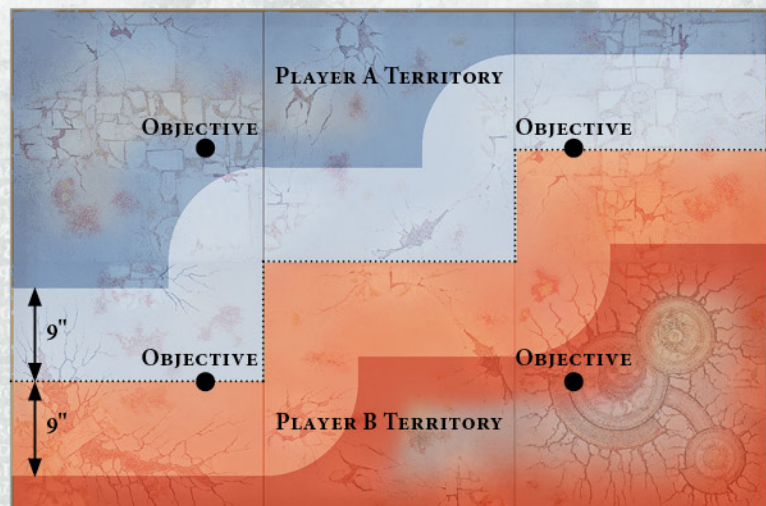 Player A Territory
Objective
Objective
9"
Objective
Objective
9"
Player B Territory